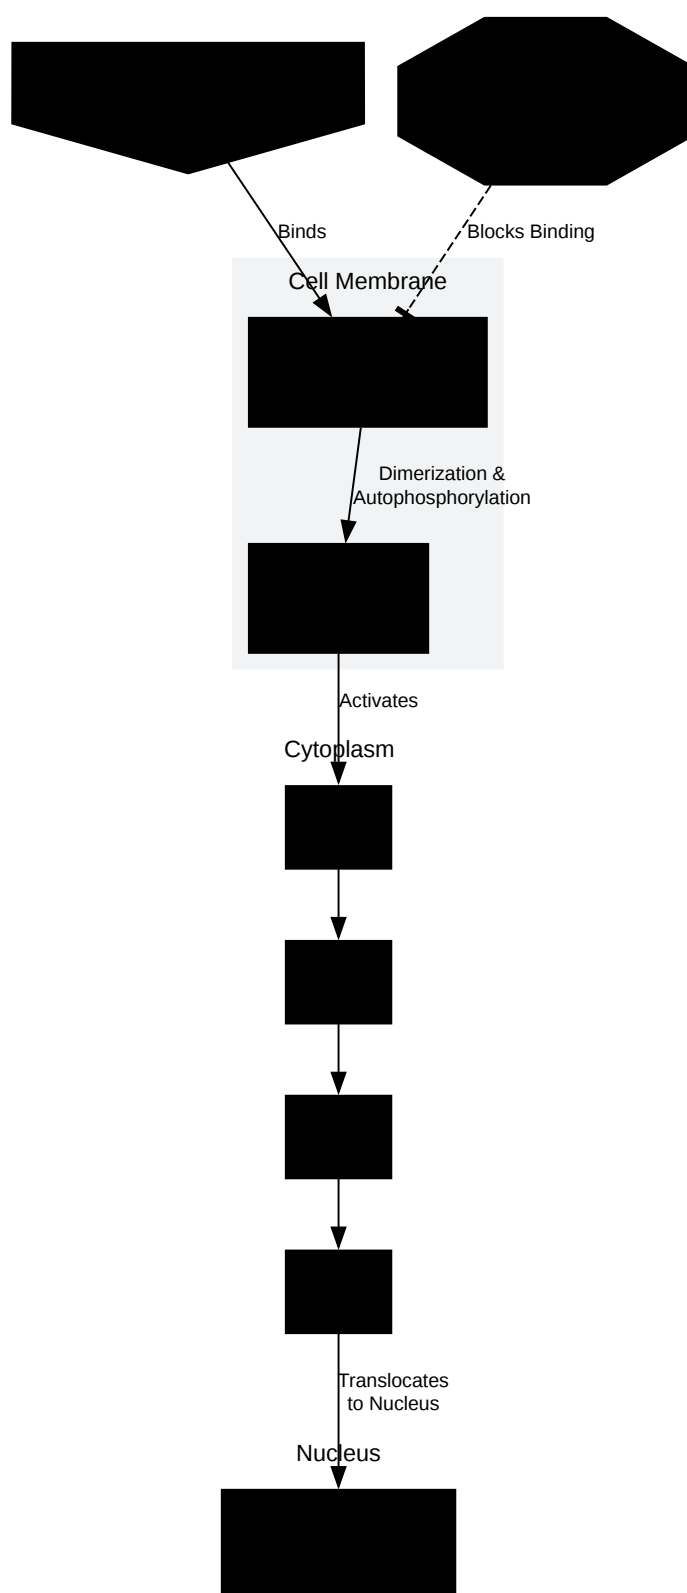 Binds
Blocks Binding
Cell Membrane
Dimerization &
Autophosphorylation
Activates
Cytoplasm
Translocates
to Nucleus
Nucleus